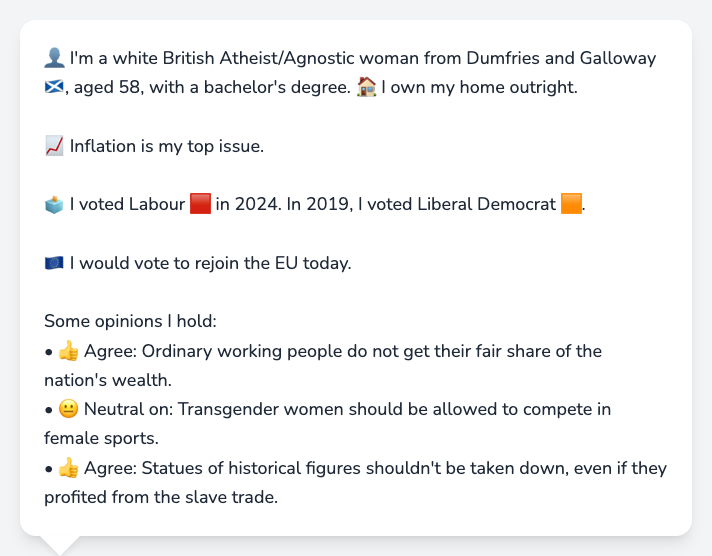 👤 I'm a white British Atheist/Agnostic woman from Dumfries and Galloway
🏴󠁧󠁢󠁳󠁣󠁴󠁿, aged 58, with a bachelor's degree. 🏠 I own my home outright.
📈 Inflation is my top issue.
🗳️ I voted Labour 🟥 in 2024. In 2019, I voted Liberal Democrat 🟧.
🇪🇺 I would vote to rejoin the EU today.
Some opinions I hold:
• 👍 Agree: Ordinary working people do not get their fair share of the
nation's wealth.
• 😐 Neutral on: Transgender women should be allowed to compete in
female sports.
• 👍 Agree: Statues of historical figures shouldn't be taken down, even if they
profited from the slave trade.